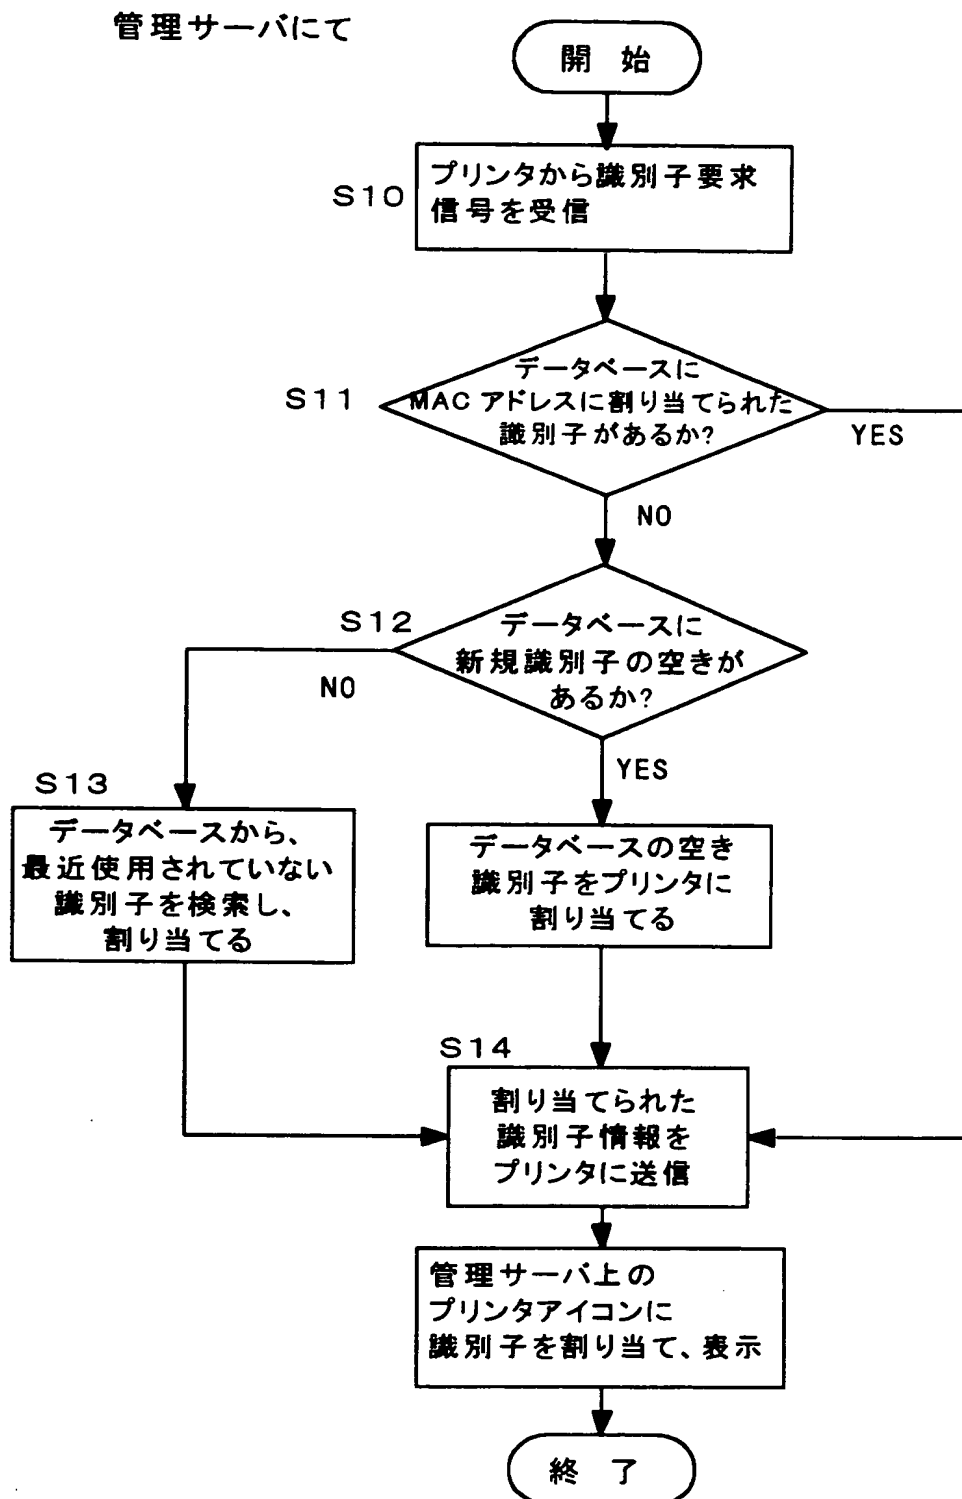 管理サーバにて
開 始
S10
プリンタから識別子要求
信号を受信
S11
データベースに
MACアドレスに割り当てられた
識別子があるか?
YES
NO
S12
データベースに
新規識別子の空きが
あるか?
NO
YES
S13
データベースから、
最近使用されていない
識別子を検索し、
割り当てる
データベースの空き
識別子をプリンタに
割り当てる
S14
割り当てられた
識別子情報を
プリンタに送信
管理サーバ上の
プリンタアイコンに
識別子を割り当て、表示
終 了